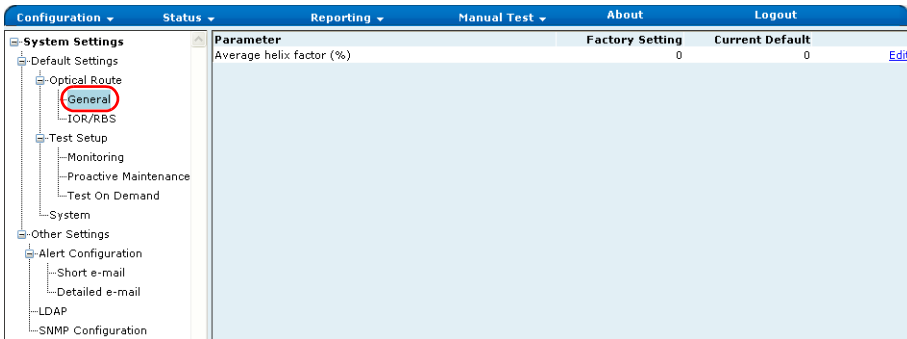 Configuration Status Reporting Manual Test About Logout
System Settings
Default Settings
Optical Route
General
IOR/RBS
Test Setup
Monitoring
Proactive Maintenance
Test On Demand
System
Other Settings
Alert Configuration
Short e-mail
Detailed e-mail
LDAP
SNMP Configuration
Parameter Factory Setting Current Default
Average helix factor (%) 0 0 Edit